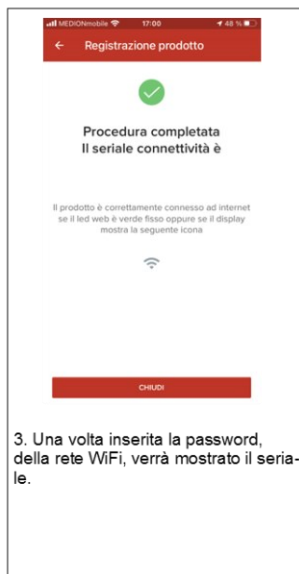 MEDIONmobile 17:00 48 %
← Registrazione prodotto
Procedura completata
Il seriale connettività è
Il prodotto è correttamente connesso ad internet
se il led web è verde fisso oppure se il display
mostra la seguente icona
CHIUDI
3. Una volta inserita la password,
della rete WiFi, verrà mostrato il seria-
le.